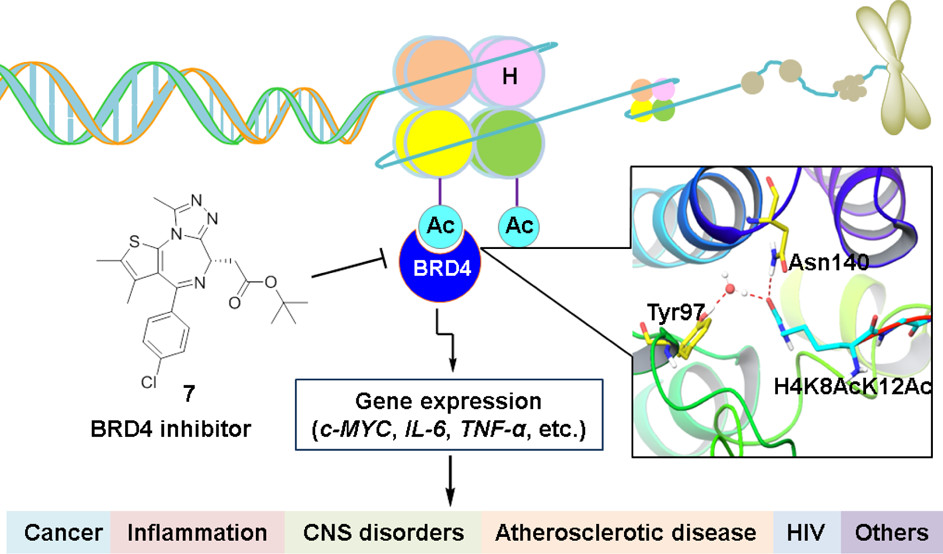 H
Ac
Ac
BRD4
N
N
N
S
N
O
O
Cl
7
BRD4 inhibitor
Asn140
Tyr97
H4K8AcK12Ac
Gene expression
(c-MYC, IL-6, TNF-α, etc.)
Cancer Inflammation CNS disorders Atherosclerotic disease HIV Others